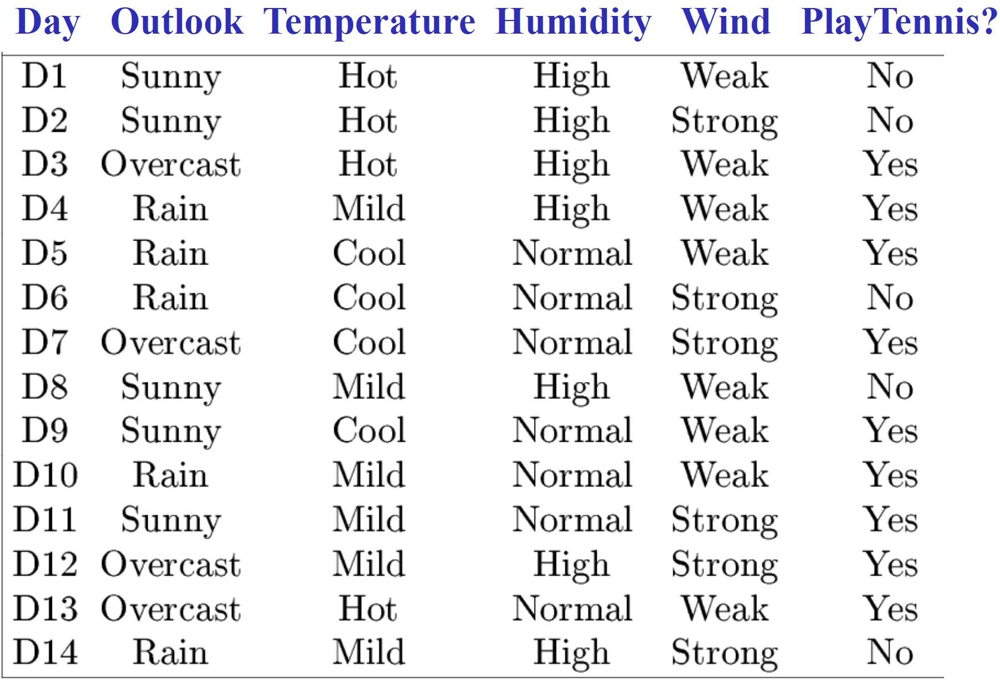 Day Outlook Temperature Humidity Wind PlayTennis?
D1 Sunny Hot High Weak No
D2 Sunny Hot High Strong No
D3 Overcast Hot High Weak Yes
D4 Rain Mild High Weak Yes
D5 Rain Cool Normal Weak Yes
D6 Rain Cool Normal Strong No
D7 Overcast Cool Normal Strong Yes
D8 Sunny Mild High Weak No
D9 Sunny Cool Normal Weak Yes
D10 Rain Mild Normal Weak Yes
D11 Sunny Mild Normal Strong Yes
D12 Overcast Mild High Strong Yes
D13 Overcast Hot Normal Weak Yes
D14 Rain Mild High Strong No